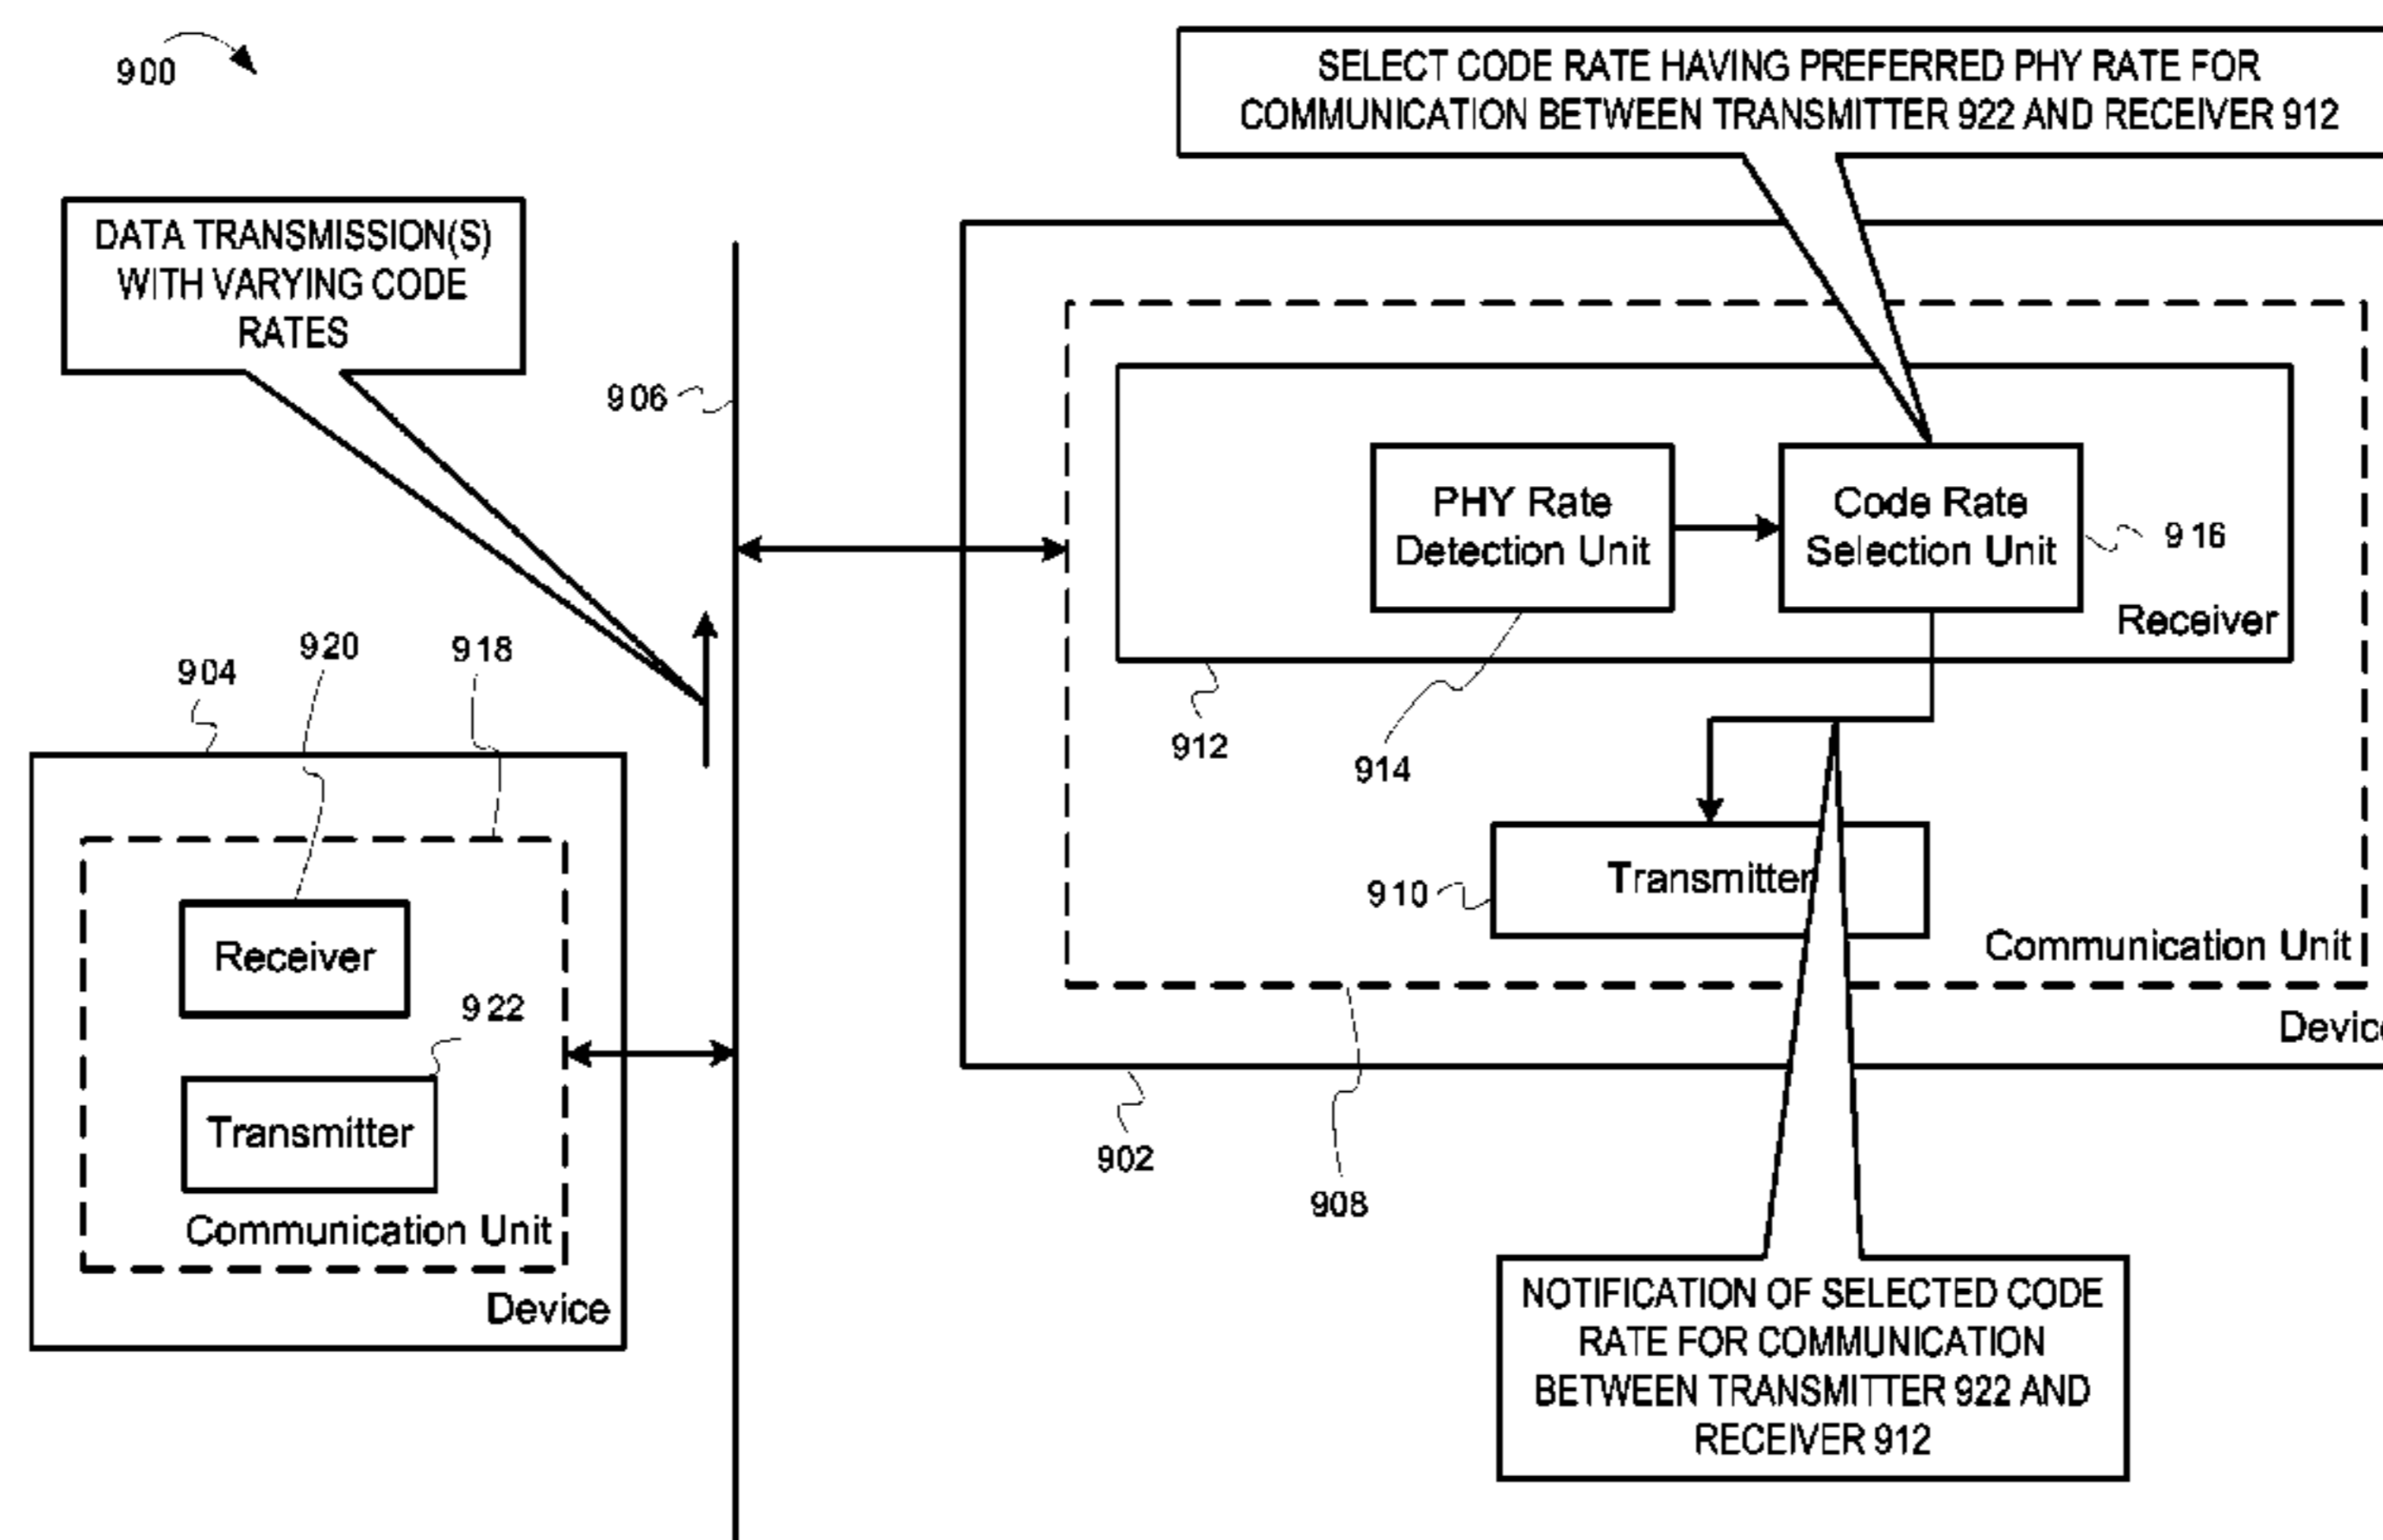 900
SELECT CODE RATE HAVING PREFERRED PHY RATE FOR
COMMUNICATION BETWEEN TRANSMITTER 922 AND RECEIVER 912
DATA TRANSMISSION(S)
WITH VARYING CODE
RATES
906
PHY Rate
Detection Unit
Code Rate
Selection Unit
916
Receiver
912
914
Transmitter
910
Communication Unit
902
908
904
920
918
Receiver
922
Transmitter
Communication Unit
Device
NOTIFICATION OF SELECTED CODE
RATE FOR COMMUNICATION
BETWEEN TRANSMITTER 922 AND
RECEIVER 912